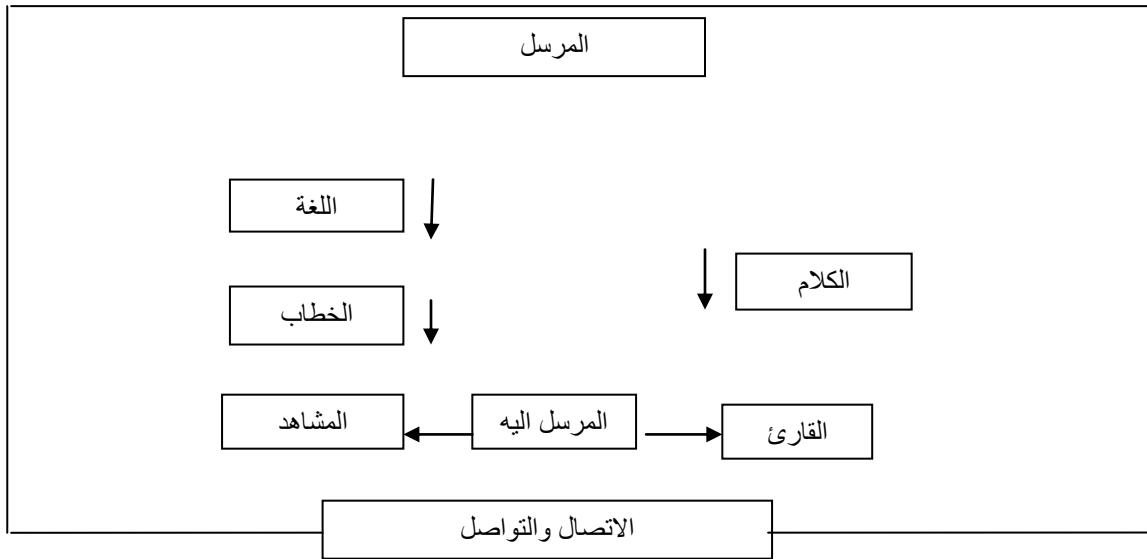 المرسل
اللغة
الكلام
الخطاب
القارئ
المرسل اليه
المشاهد
الاتصال والتواصل